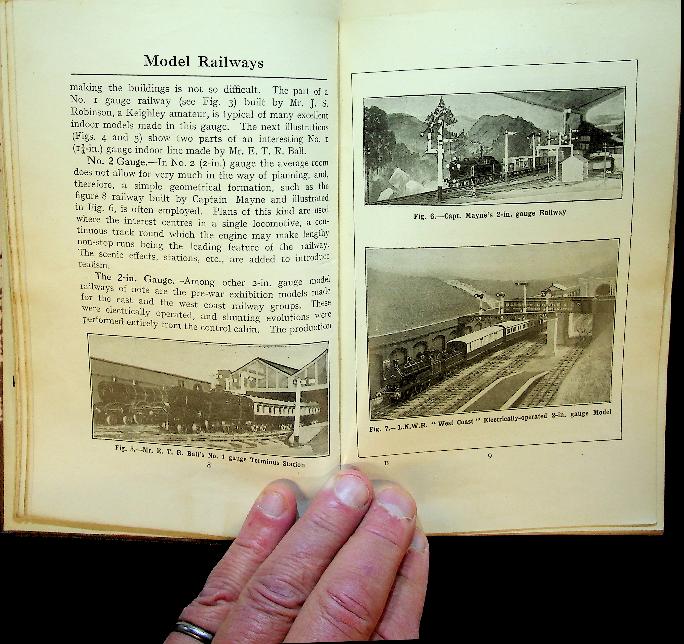 Model Railways
making the buildings is not so difficult. The part of a
No. 1 gauge railway (see Fig. 3) built by Mr. J. S.
Robinson, a Keighley amateur, is typical of many excellent
indoor models made in this gauge. The next illustrations
(Figs. 4 and 5) show two parts of an interesting No. 1
(1¾-in.) gauge indoor line made by Mr. E. T. R. Ball.
No. 2 Gauge.—In No. 2 (2-in.) gauge the average room
does not allow for very much in the way of planning, and,
therefore, a simple geometrical formation, such as the
figure 8 railway built by Captain Mayne and illustrated
in Fig. 6, is often employed. Plans of this kind are used
where the interest centres in a single locomotive, a con-
tinuous track round which the engine may make lengthy
non-stop runs being the leading feature of the railway.
The scenic effects, stations, etc., are added to introduce
realism.
The 2-in. Gauge.—Among other 2-in. gauge model
railways of note are the pre-war exhibition models made
for the east and the west coast railway groups. These
were electrically operated, and shunting evolutions were
performed entirely from the control cabin. The production
Fig. 5.—Mr. E. T. R. Ball's No. 1 gauge Terminus Station
8
Fig. 6.—Capt. Mayne's 2-in. gauge Railway
Fig. 7.—L.N.W.R. "West Coast" Electrically-operated 2-in. gauge Model
B 9